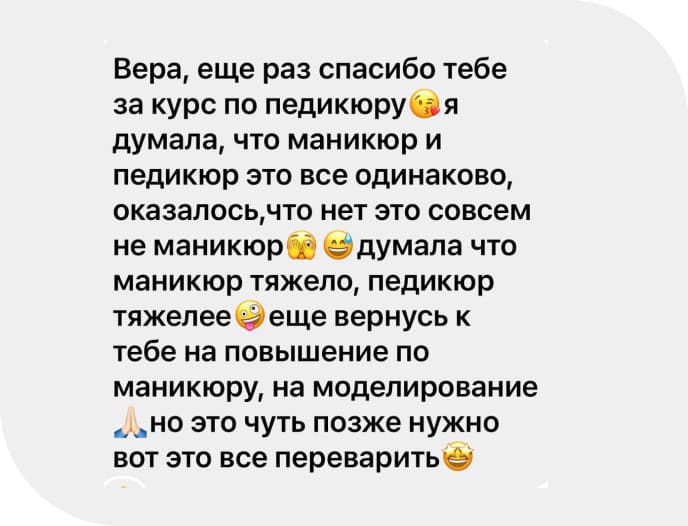 Вера, еще раз спасибо тебе
за курс по педикюру😘я
думала, что маникюр и
педикюр это все одинаково,
оказалось,что нет это совсем
не маникюр🫣😅думала что
маникюр тяжело, педикюр
тяжелее🤪еще вернусь к
тебе на повышение по
маникюру, на моделирование
🙏🏻но это чуть позже нужно
вот это все переварить🤩